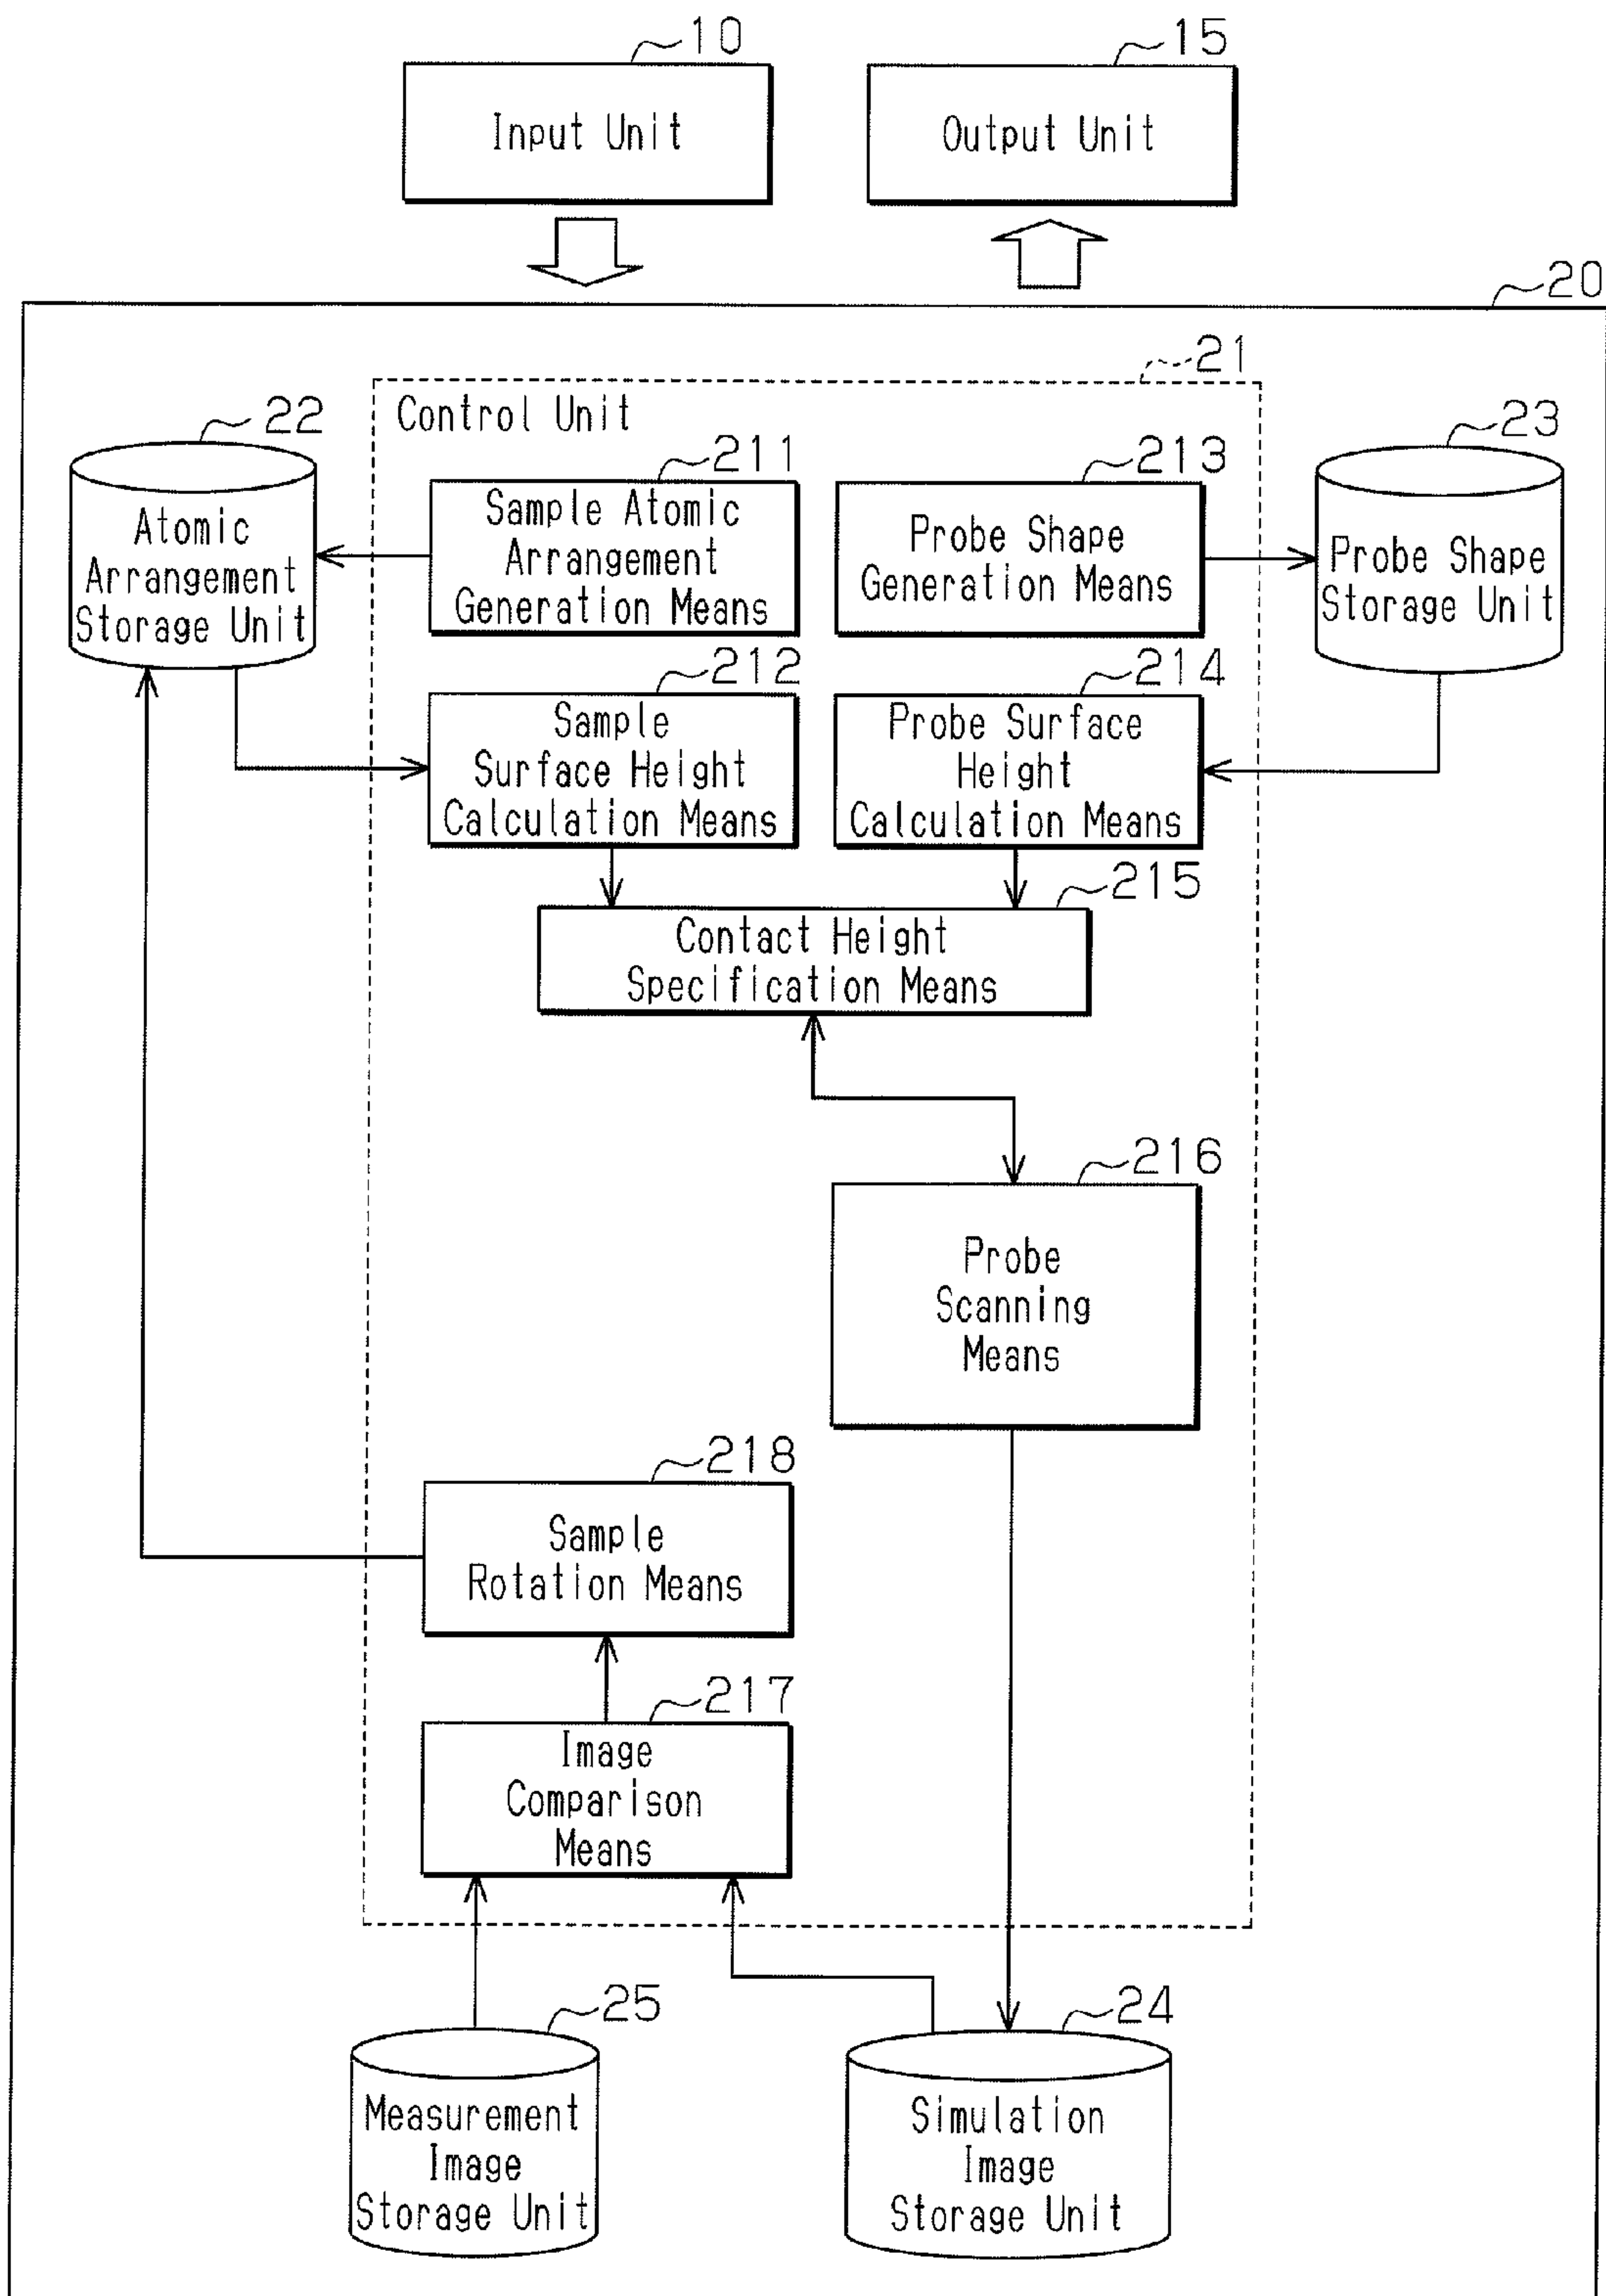 10
15
Input Unit
Output Unit
20
21
Control Unit
22
Atomic
Arrangement
Storage Unit
211
Sample Atomic
Arrangement
Generation Means
213
Probe Shape
Generation Means
23
Probe Shape
Storage Unit
212
Sample
Surface Height
Calculation Means
214
Probe Surface
Height
Calculation Means
215
Contact Height
Specification Means
216
Probe
Scanning
Means
218
Sample
Rotation Means
217
Image
Comparison
Means
25
Measurement
Image
Storage Unit
24
Simulation
Image
Storage Unit